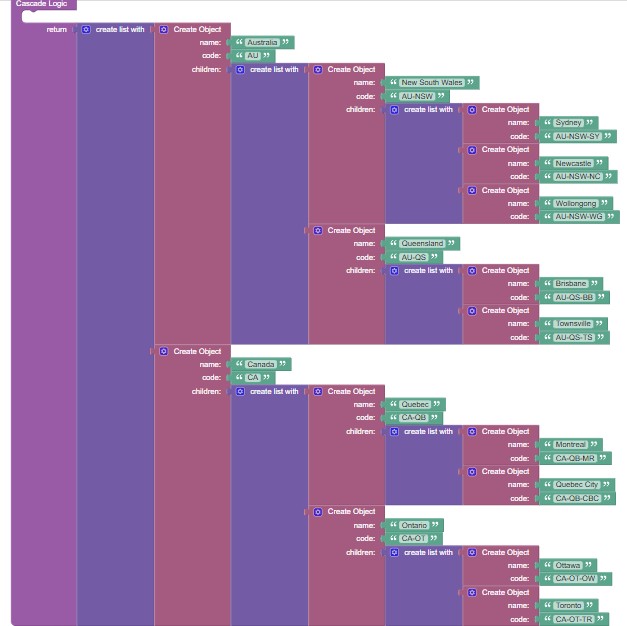 Cascade Logic
return create list with Create Object
name: “ Australia ”
code: “ AU ”
children: create list with Create Object
name: “ New South Wales ”
code: “ AU-NSW ”
children: create list with Create Object
name: “ Sydney ”
code: “ AU-NSW-SY ”
Create Object
name: “ Newcastle ”
code: “ AU-NSW-NC ”
Create Object
name: “ Wollongong ”
code: “ AU-NSW-WG ”
Create Object
name: “ Queensland ”
code: “ AU-QS ”
children: create list with Create Object
name: “ Brisbane ”
code: “ AU-QS-BB ”
Create Object
name: “ Townsville ”
code: “ AU-QS-TS ”
Create Object
name: “ Canada ”
code: “ CA ”
children: create list with Create Object
name: “ Quebec ”
code: “ CA-QB ”
children: create list with Create Object
name: “ Montreal ”
code: “ CA-QB-MR ”
Create Object
name: “ Quebec City ”
code: “ CA-QB-CBC ”
Create Object
name: “ Ontario ”
code: “ CA-OT ”
children: create list with Create Object
name: “ Ottawa ”
code: “ CA-OT-OW ”
Create Object
name: “ Toronto ”
code: “ CA-OT-TR ”